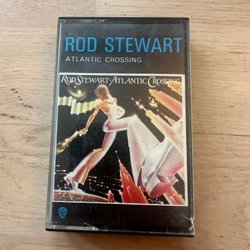 ROD STEWART
ATLANTIC CROSSING
ROD STEWART·ATLANTIC CROSSING